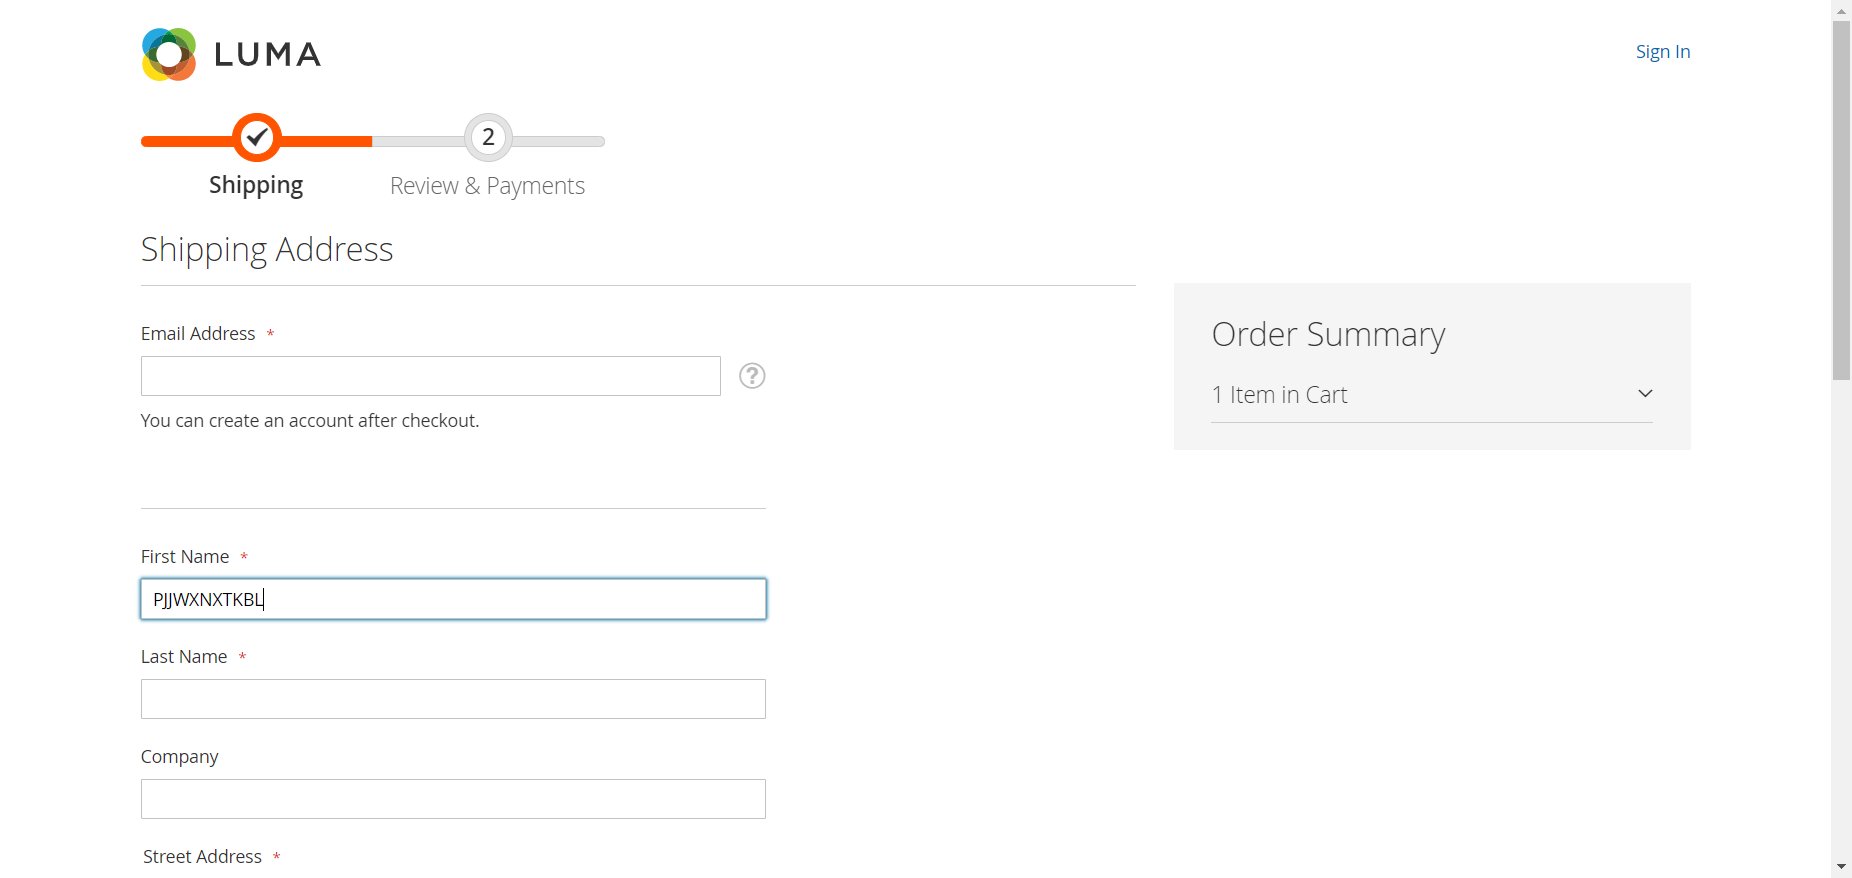 LUMA
Sign In
2
Shipping
Review & Payments
Shipping Address
Email Address *
?
You can create an account after checkout.
Order Summary
1 Item in Cart
First Name *
PJJWXNXTKBL
Last Name *
Company
Street Address *